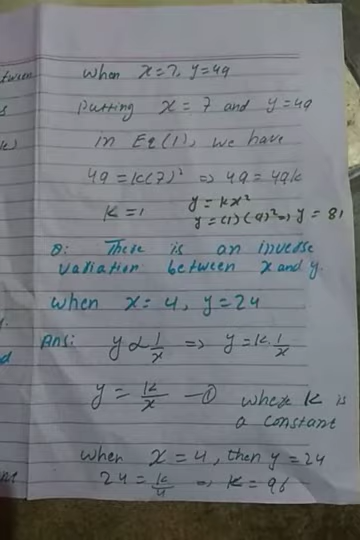 tween
when x=7, y=49
s
Putting x = 7 and y=49
in Eq(1), we have
49 = k(7)² => 49 = 49k
K=1 y = kx²
y=(1)(9)²=> y = 81
Q: There is an inverse
variation between x and y.
when x= 4, y=24
Ans: y ∝ 1/x => y=k.1/x
y = k/x — ① where k is
a constant
when x=4, then y = 24
24 = k/4 => k = 96